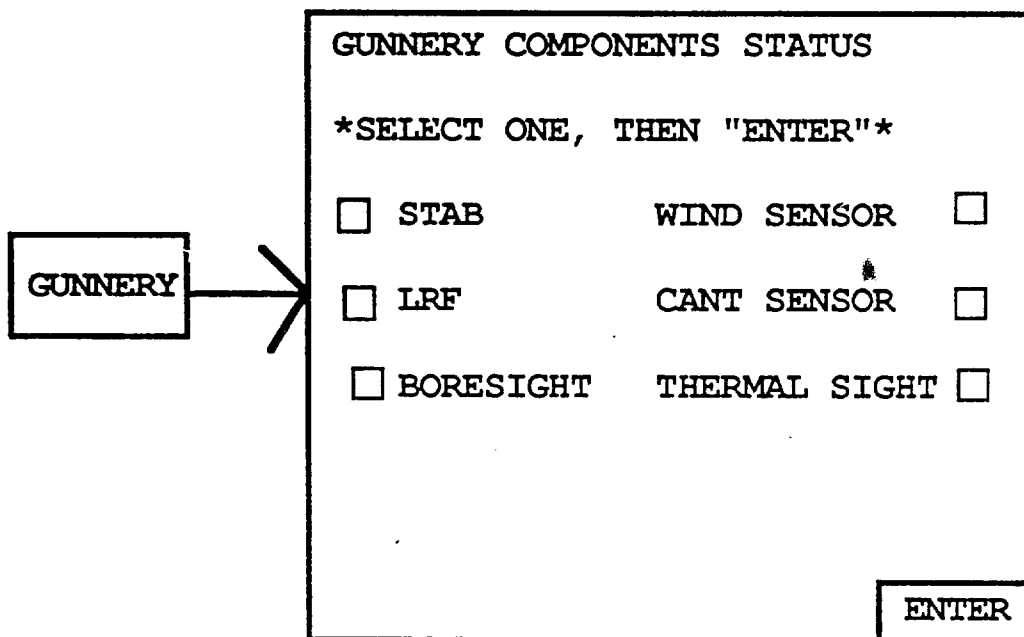 GUNNERY COMPONENTS STATUS
*SELECT ONE, THEN "ENTER"*
STAB WIND SENSOR
GUNNERY
LRF CANT SENSOR
BORESIGHT THERMAL SIGHT
ENTER